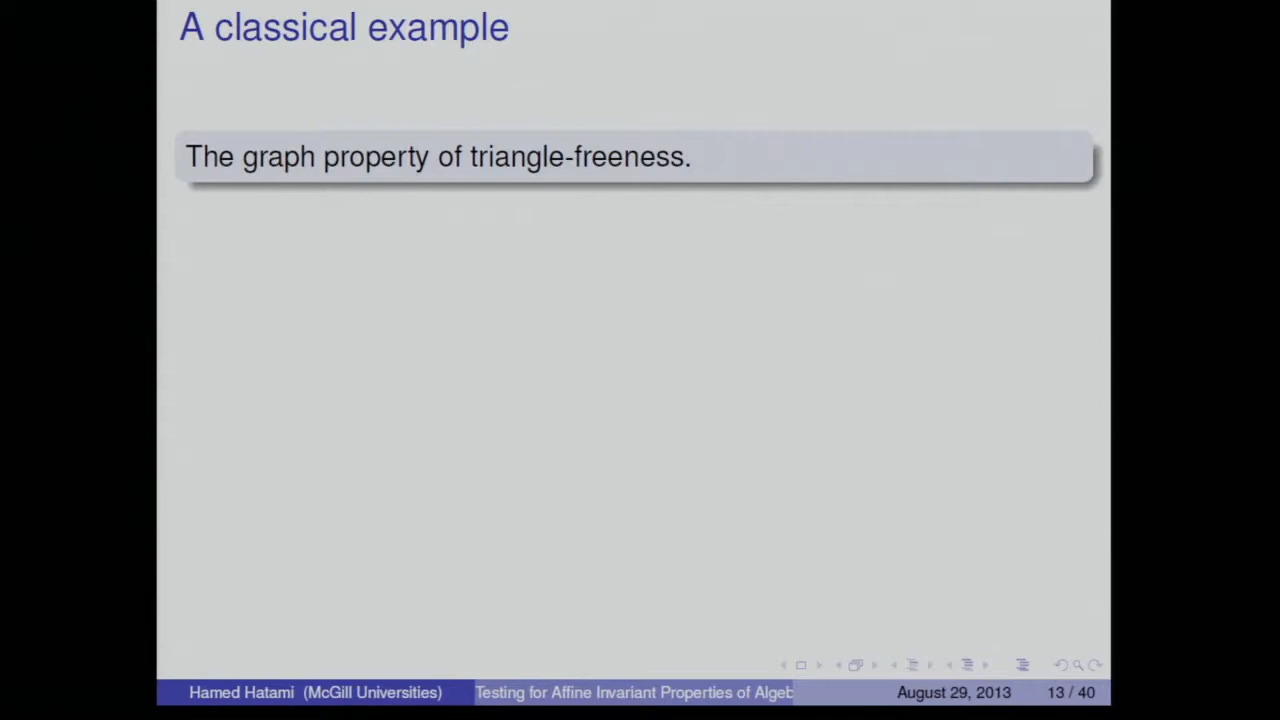 A classical example
The graph property of triangle-freeness.
Hamed Hatami (McGill Universities)
Testing for Affine Invariant Properties of Algeb
August 29, 2013
13 / 40